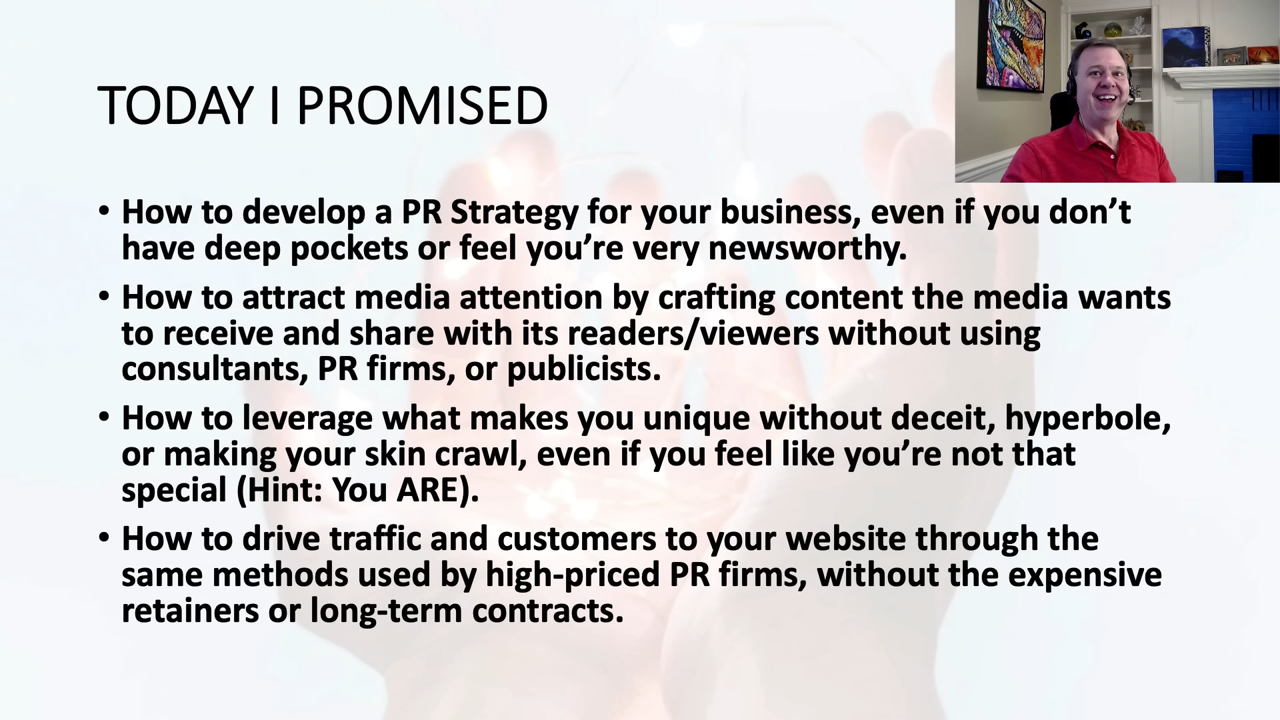 TODAY I PROMISED
• How to develop a PR Strategy for your business, even if you don’t
have deep pockets or feel you’re very newsworthy.
• How to attract media attention by crafting content the media wants
to receive and share with its readers/viewers without using
consultants, PR firms, or publicists.
• How to leverage what makes you unique without deceit, hyperbole,
or making your skin crawl, even if you feel like you’re not that
special (Hint: You ARE).
• How to drive traffic and customers to your website through the
same methods used by high-priced PR firms, without the expensive
retainers or long-term contracts.